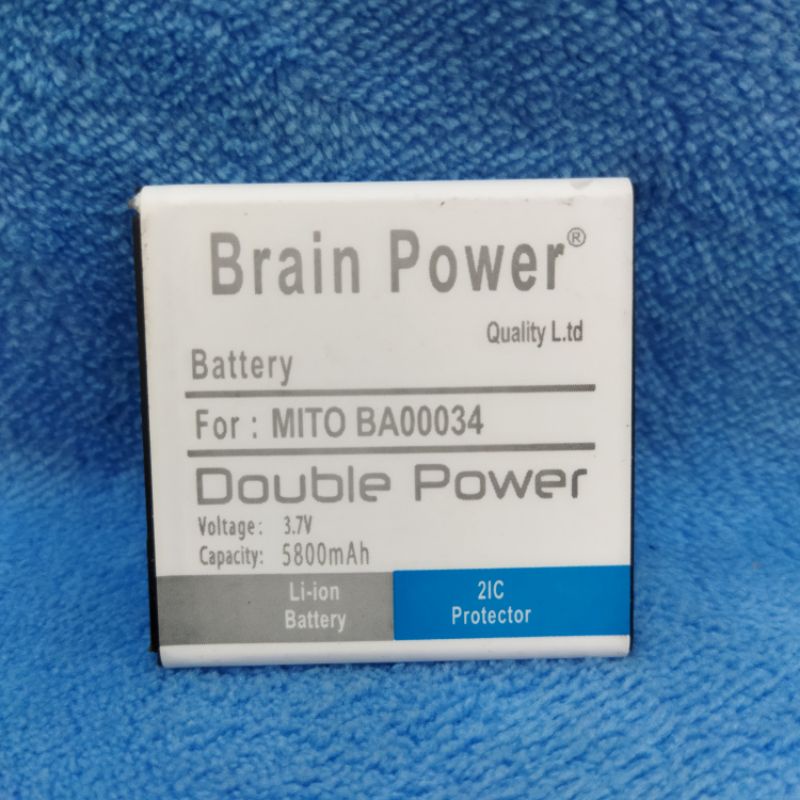 Brain Power®
Quality L.td
Battery
For : MITO BA00034
Double Power
Voltage: 3.7V
Capacity: 5800mAh
Li-ion
Battery
2IC
Protector